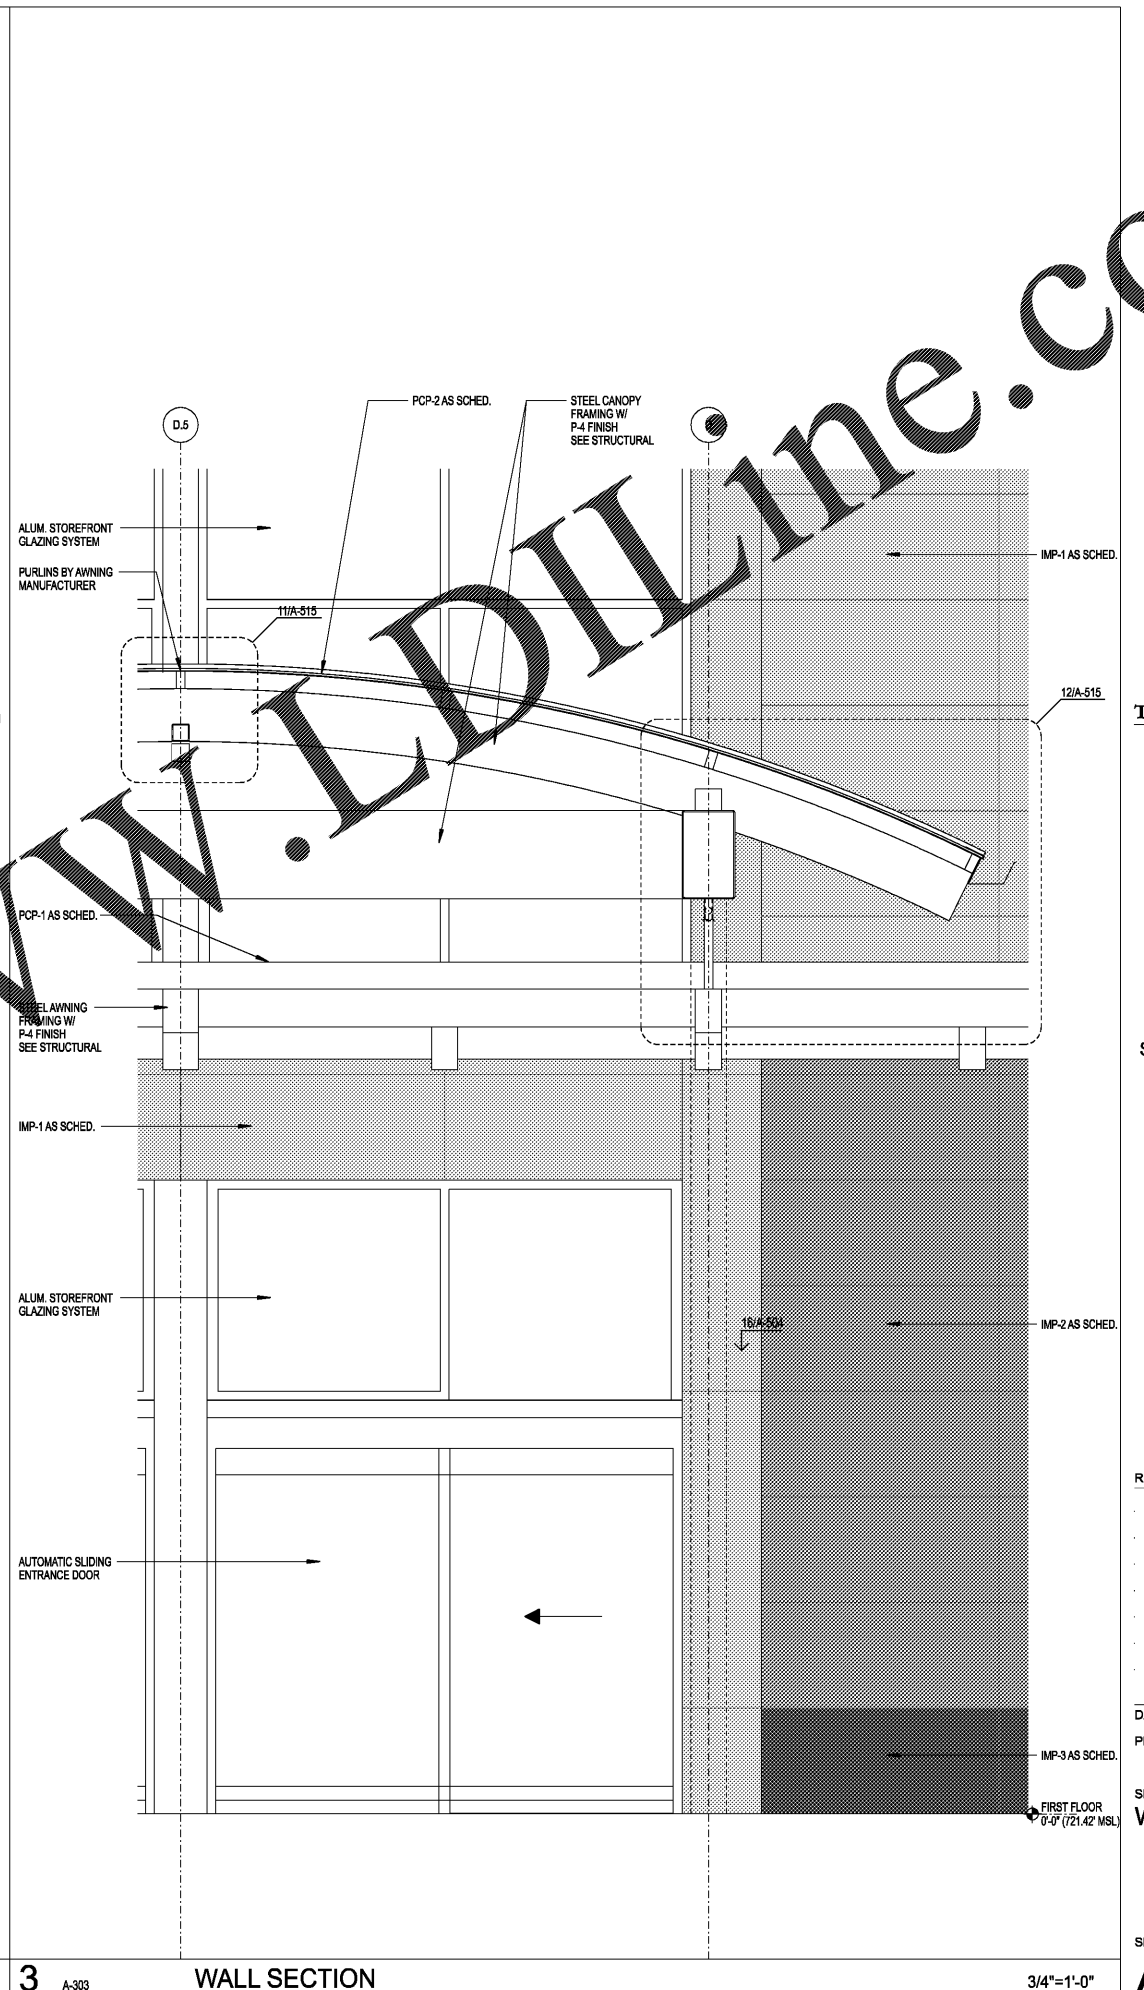 WW.LDILine.co
PCP-2 AS SCHED.
STEEL CANOPY
FRAMING W/
P-4 FINISH
SEE STRUCTURAL
D.5
ALUM. STOREFRONT
GLAZING SYSTEM
IMP-1 AS SCHED.
PURLINS BY AWNING
MANUFACTURER
11/A-515
12/A-515
PCP-1 AS SCHED.
STEEL AWNING
FRAMING W/
P-4 FINISH
SEE STRUCTURAL
IMP-1 AS SCHED.
ALUM. STOREFRONT
GLAZING SYSTEM
16/A-504
IMP-2 AS SCHED.
AUTOMATIC SLIDING
ENTRANCE DOOR
IMP-3 AS SCHED.
FIRST FLOOR
0'-0" (721.42' MSL)
3 A-303 WALL SECTION 3/4"=1'-0"